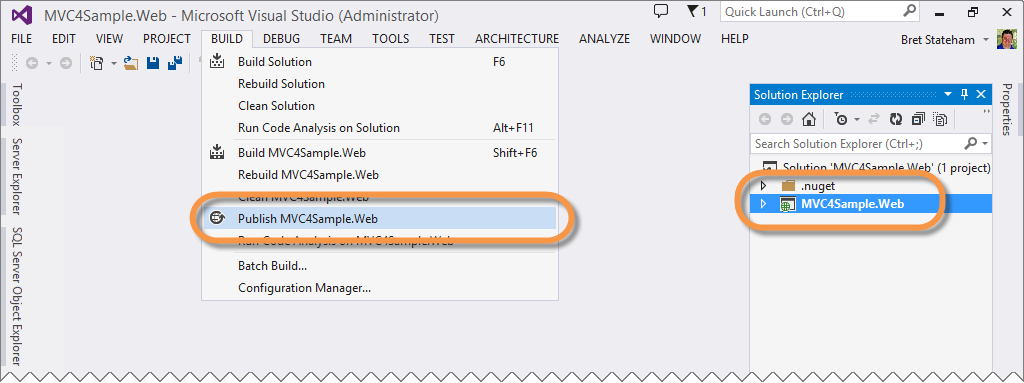 MVC4Sample.Web - Microsoft Visual Studio (Administrator)
1
Quick Launch (Ctrl+Q)
FILE EDIT VIEW PROJECT BUILD DEBUG TEAM TOOLS TEST ARCHITECTURE ANALYZE WINDOW HELP
Bret Stateham
Toolbox
Server Explorer
SQL Server Object Explorer
Build Solution F6
Rebuild Solution
Clean Solution
Run Code Analysis on Solution Alt+F11
Build MVC4Sample.Web Shift+F6
Rebuild MVC4Sample.Web
Clean MVC4Sample.Web
Publish MVC4Sample.Web
Run Code Analysis on MVC4Sample.Web
Batch Build...
Configuration Manager...
Solution Explorer
Search Solution Explorer (Ctrl+;)
Solution 'MVC4Sample.Web' (1 project)
.nuget
MVC4Sample.Web
Properties